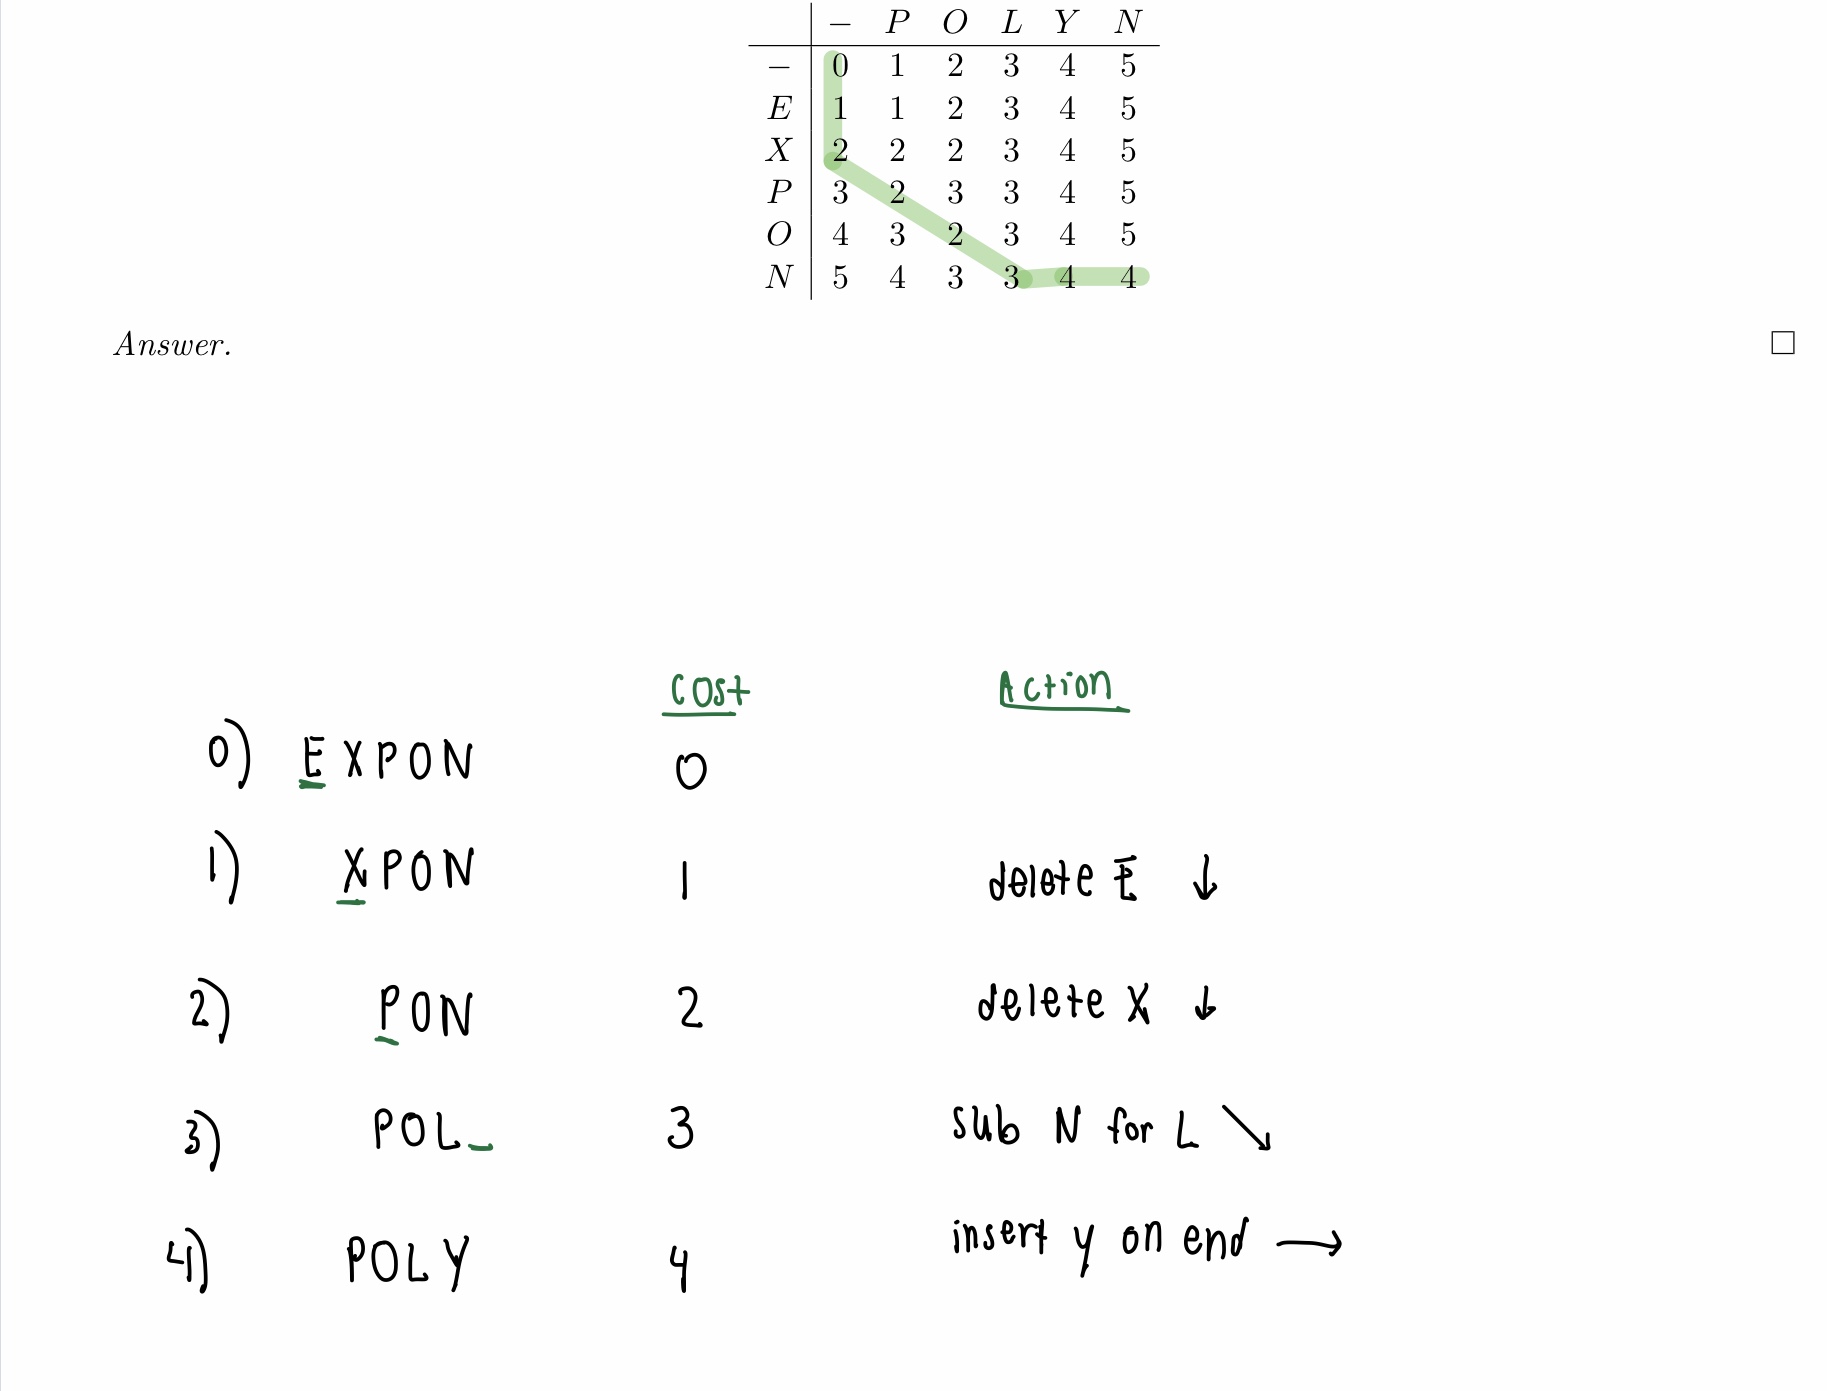 − P O L Y N
− 0 1 2 3 4 5
E 1 1 2 3 4 5
X 2 2 2 3 4 5
P 3 2 3 3 4 5
O 4 3 2 3 4 5
N 5 4 3 3 4 4
Answer. □
Cost Action
0) EXPON 0
1) XPON 1 delete E ↓
2) PON 2 delete X ↓
3) POL_ 3 sub N for L ↘
4) POLY 4 insert y on end →